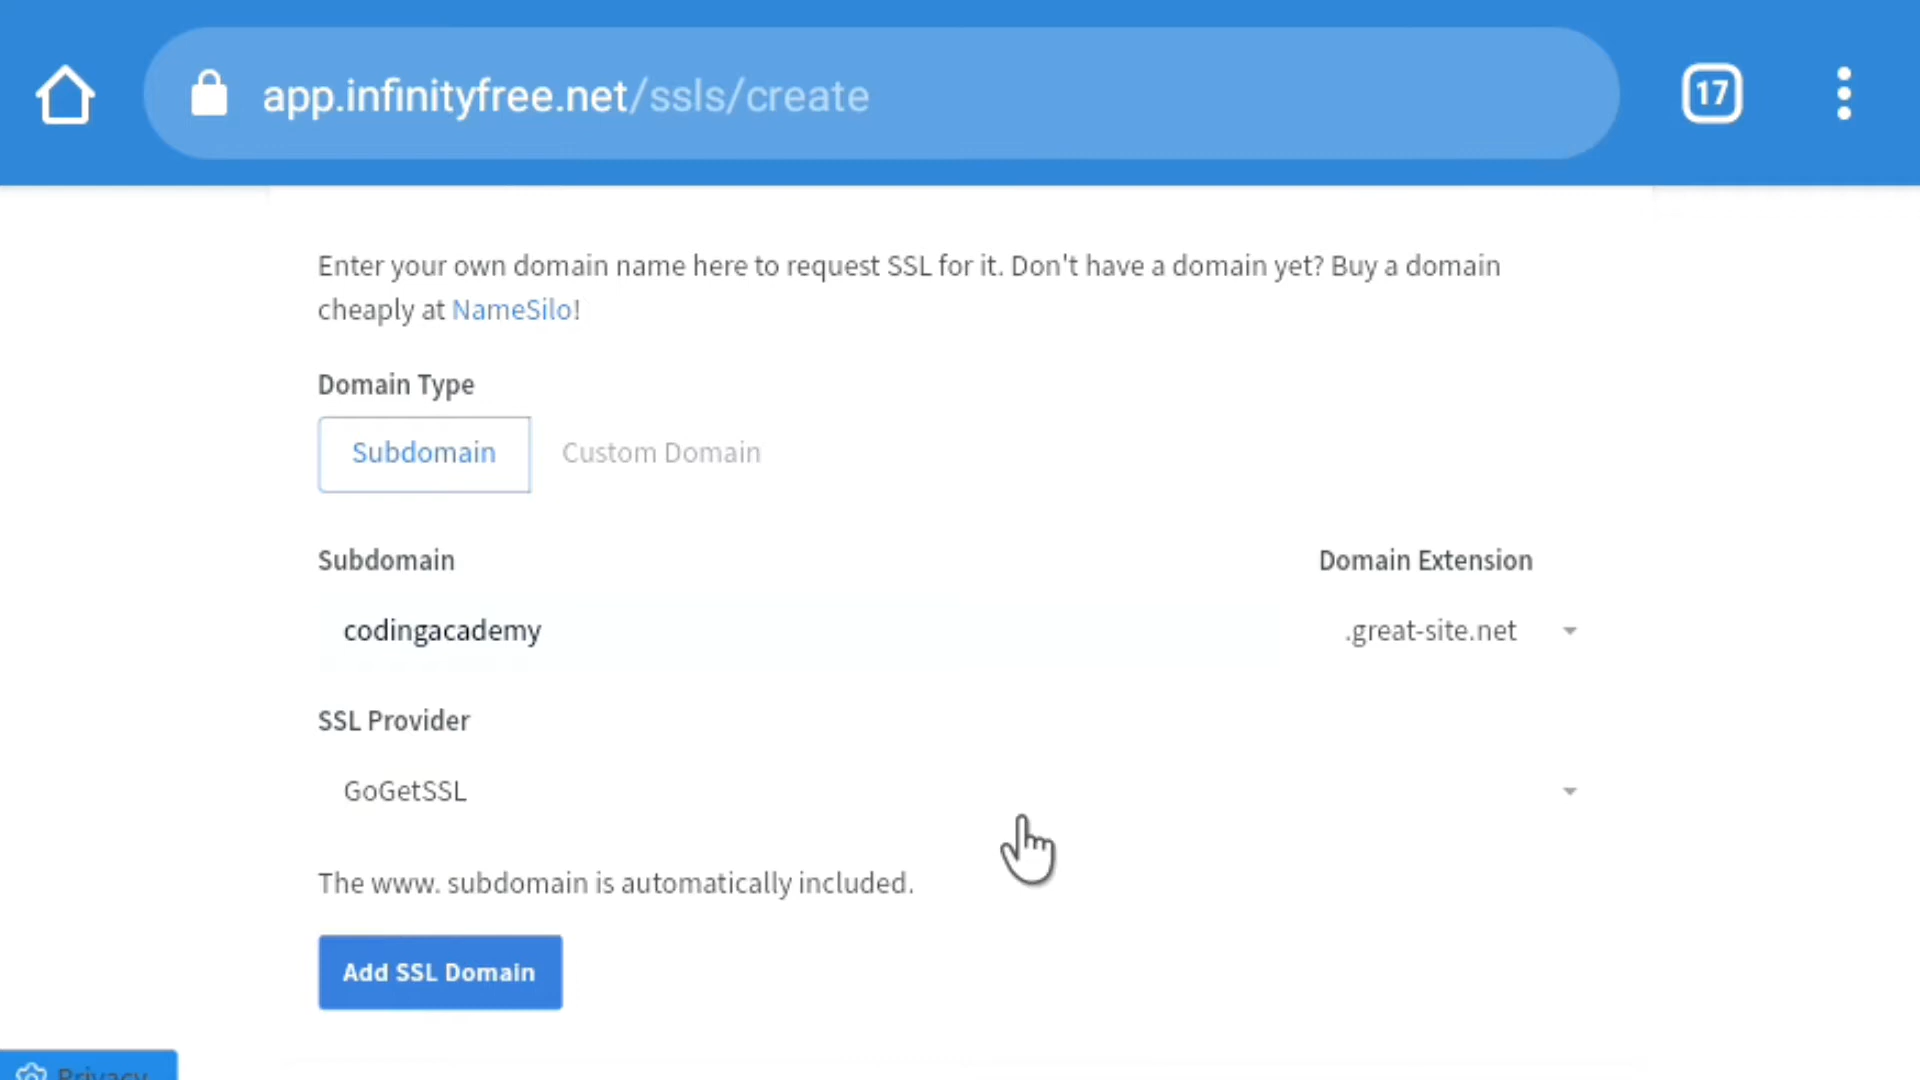 app.infinityfree.net/ssls/create
17
Enter your own domain name here to request SSL for it. Don't have a domain yet? Buy a domain
cheaply at NameSilo!
Domain Type
Subdomain Custom Domain
Subdomain Domain Extension
codingacademy .great-site.net
SSL Provider
GoGetSSL
The www. subdomain is automatically included.
Add SSL Domain
Privacy